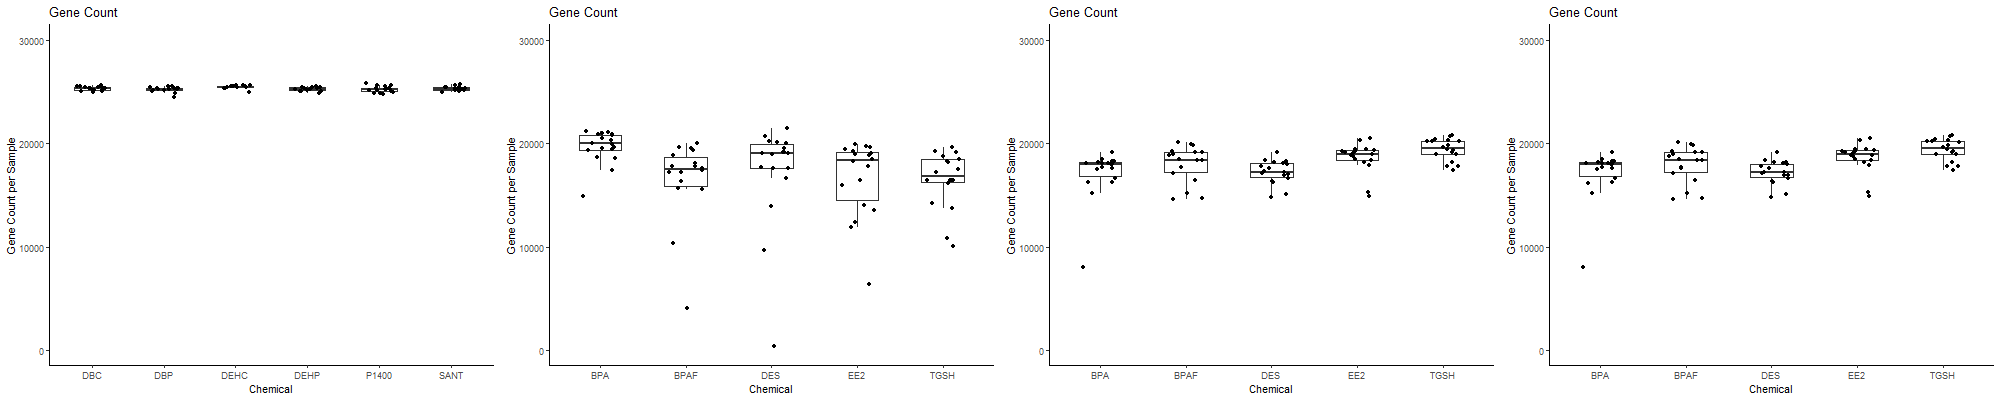 Gene Count
30000
20000
10000
0
Gene Count per Sample
DBC DBP DEHC DEHP P1400 SANT
Chemical
Gene Count
30000
20000
10000
0
Gene Count per Sample
BPA BPAF DES EE2 TGSH
Chemical
Gene Count
30000
20000
10000
0
Gene Count per Sample
BPA BPAF DES EE2 TGSH
Chemical
Gene Count
30000
20000
10000
0
Gene Count per Sample
BPA BPAF DES EE2 TGSH
Chemical